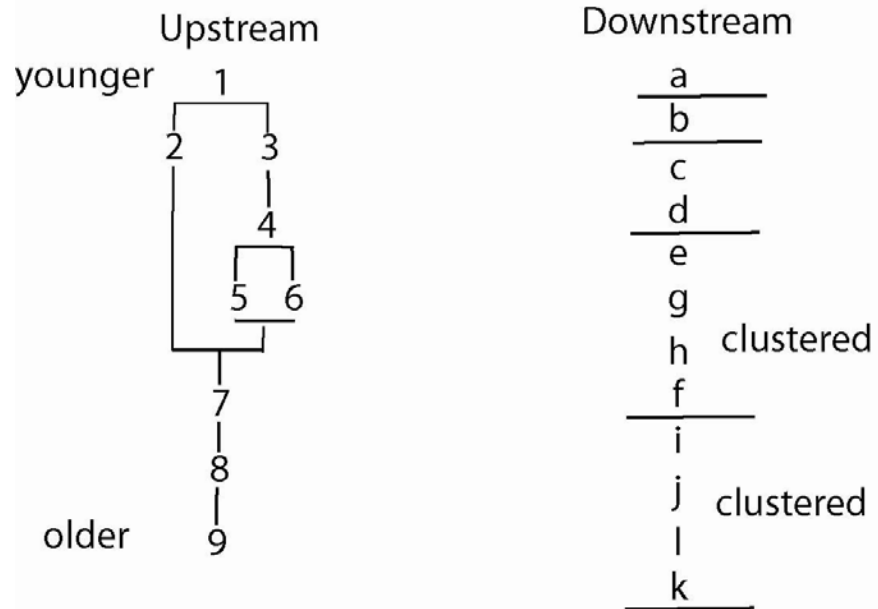 Upstream
Downstream
younger
1
2
3
4
5
6
7
8
older
9
a
b
c
d
e
g
h
clustered
f
i
j
clustered
l
k